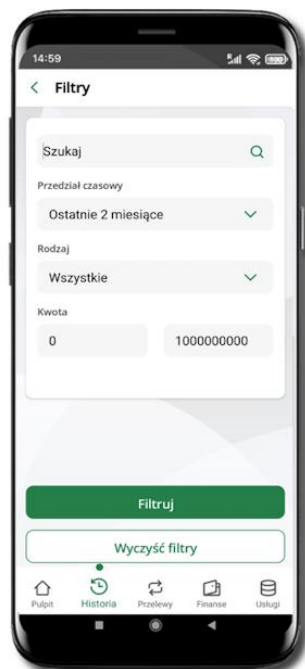 14:59
Filtry
Szukaj
Przedział czasowy
Ostatnie 2 miesiące
Rodzaj
Wszystkie
Kwota
0 1000000000
Filtruj
Wyczyść filtry
Pulpit Historia Przelewy Finanse Usługi